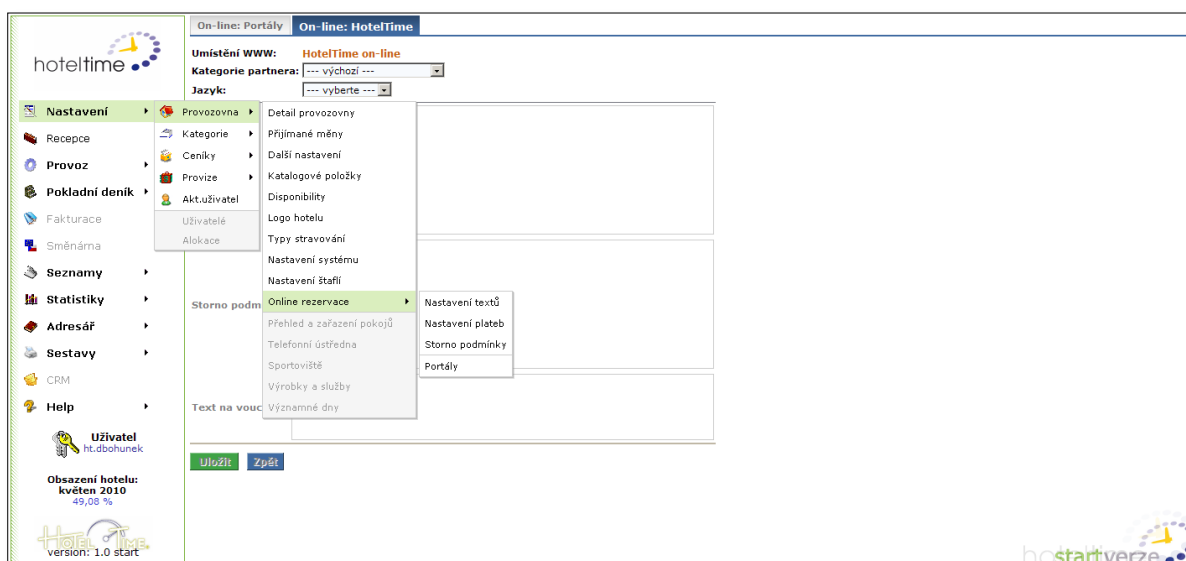 On-line: Portály
On-line: HotelTime
hoteltime
Umístění WWW: HotelTime on-line
Kategorie partnera: --- výchozí ---
Jazyk: --- vyberte ---
Nastavení
Recepce
Provoz
Pokladní deník
Fakturace
Směnárna
Seznamy
Statistiky
Adresář
Sestavy
CRM
Help
Provozovna
Kategorie
Ceníky
Provize
Akt.uživatel
Uživatelé
Alokace
Detail provozovny
Přijímané měny
Další nastavení
Katalogové položky
Disponibility
Logo hotelu
Typy stravování
Nastavení systému
Nastavení štaflí
Online rezervace
Přehled a zařazení pokojů
Telefonní ústředna
Sportoviště
Výrobky a služby
Významné dny
Nastavení textů
Nastavení plateb
Storno podmínky
Portály
Storno podm
Text na vouc
Uložit
Zpět
Uživatel
ht.dbohunek
Obsazení hotelu:
květen 2010
49,08 %
HOTEL TIME
version: 1.0 start
startverze